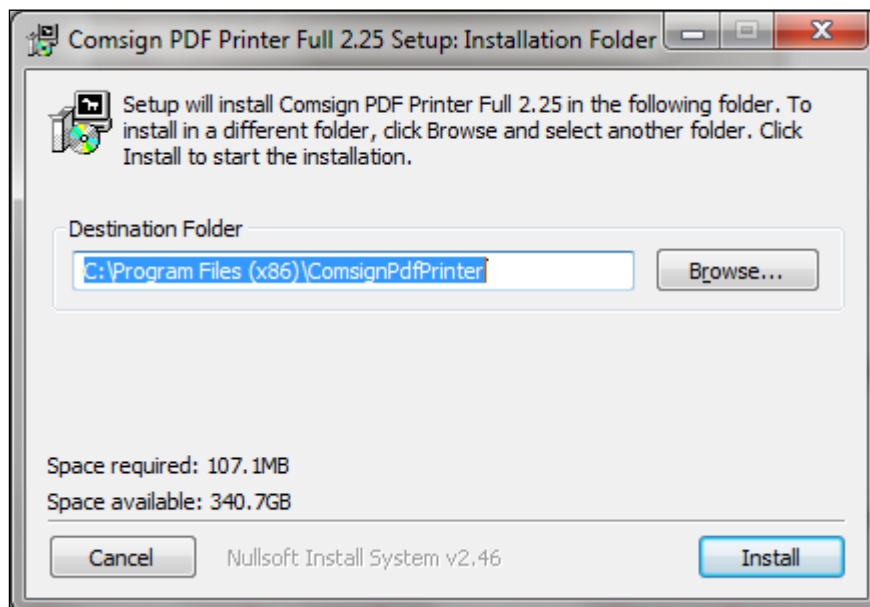 Comsign PDF Printer Full 2.25 Setup: Installation Folder
Setup will install Comsign PDF Printer Full 2.25 in the following folder. To
install in a different folder, click Browse and select another folder. Click
Install to start the installation.
Destination Folder
C:\Program Files (x86)\ComsignPdfPrinter
Browse...
Space required: 107.1MB
Space available: 340.7GB
Cancel
Nullsoft Install System v2.46
Install